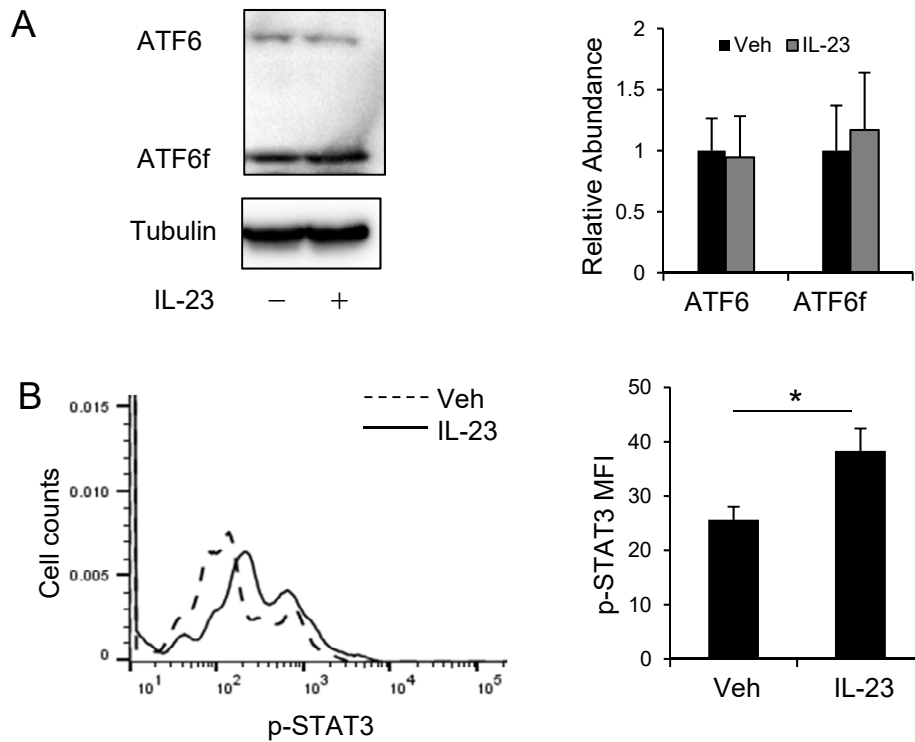 A
ATF6
ATF6f
Tubulin
IL-23 − +
Relative Abundance
2
1.5
1
0.5
0
Veh IL-23
ATF6 ATF6f
B
Cell counts
0.015
0.010
0.005
0
Veh
IL-23
10¹ 10² 10³ 10⁴ 10⁵
p-STAT3
p-STAT3 MFI
50
40
30
20
10
0
*
Veh IL-23